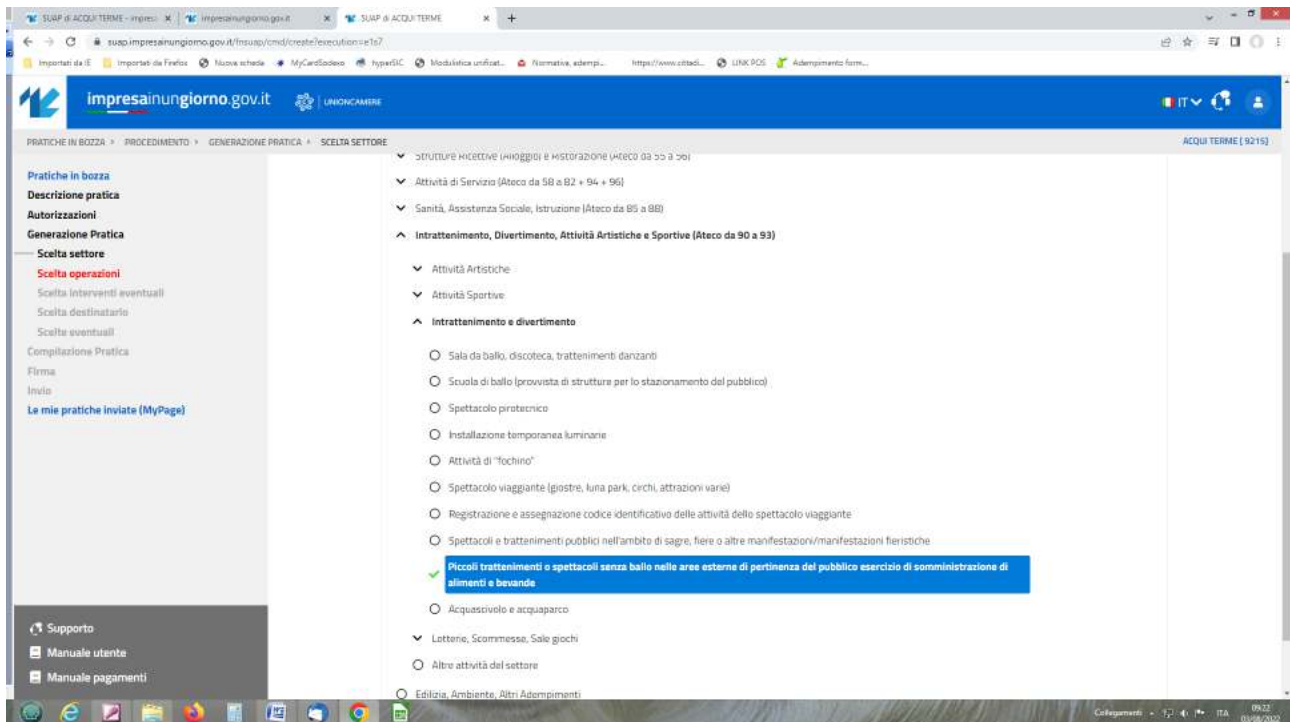 SUAP di ACQUI TERME - impres
impresainungiorno.gov.it
SUAP di ACQUI TERME
suap.impresainungiorno.gov.it/fnsuap/cmd/create?execution=e1s7
Importati da IE
Importati da Firefox
Nuova scheda
MyCardSodexo
hyperSIC
Modulistica unificat...
Normativa, adempi...
https://www.cittadi...
LINK POS
Adempimento form...
impresainungiorno.gov.it
UNIONCAMERE
IT
PRATICHE IN BOZZA
PROCEDIMENTO
GENERAZIONE PRATICA
SCELTA SETTORE
ACQUI TERME [ 9215]
Pratiche in bozza
Descrizione pratica
Autorizzazioni
Generazione Pratica
Scelta settore
Scelta operazioni
Scelta interventi eventuali
Scelta destinatario
Scelte eventuali
Compilazione Pratica
Firma
Invio
Le mie pratiche inviate (MyPage)
Supporto
Manuale utente
Manuale pagamenti
Strutture Ricettive (Alloggio) e Ristorazione (Ateco da 55 a 56)
Attività di Servizio (Ateco da 58 a 82 + 94 + 96)
Sanità, Assistenza Sociale, Istruzione (Ateco da 85 a 88)
Intrattenimento, Divertimento, Attività Artistiche e Sportive (Ateco da 90 a 93)
Attività Artistiche
Attività Sportive
Intrattenimento e divertimento
Sala da ballo, discoteca, trattenimenti danzanti
Scuola di ballo (provvista di strutture per lo stazionamento del pubblico)
Spettacolo pirotecnico
Installazione temporanea luminarie
Attività di "fochino"
Spettacolo viaggiante (giostre, luna park, circhi, attrazioni varie)
Registrazione e assegnazione codice identificativo delle attività dello spettacolo viaggiante
Spettacoli e trattenimenti pubblici nell'ambito di sagre, fiere o altre manifestazioni/manifestazioni fieristiche
Piccoli trattenimenti o spettacoli senza ballo nelle aree esterne di pertinenza del pubblico esercizio di somministrazione di
alimenti e bevande
Acquascivolo e acquaparco
Lotterie, Scommesse, Sale giochi
Altre attività del settore
Edilizia, Ambiente, Altri Adempimenti
Collegamenti
ITA
09:22
03/08/2022